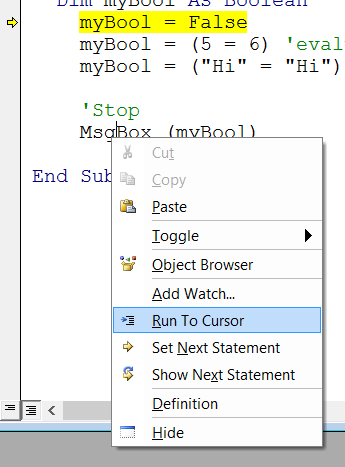 Dim myBool As Boolean
myBool = False
myBool = (5 = 6) 'eval
myBool = ("Hi" = "Hi")
'Stop
MsgBox (myBool)
End Sub
Cut
Copy
Paste
Toggle
Object Browser
Add Watch...
Run To Cursor
Set Next Statement
Show Next Statement
Definition
Hide